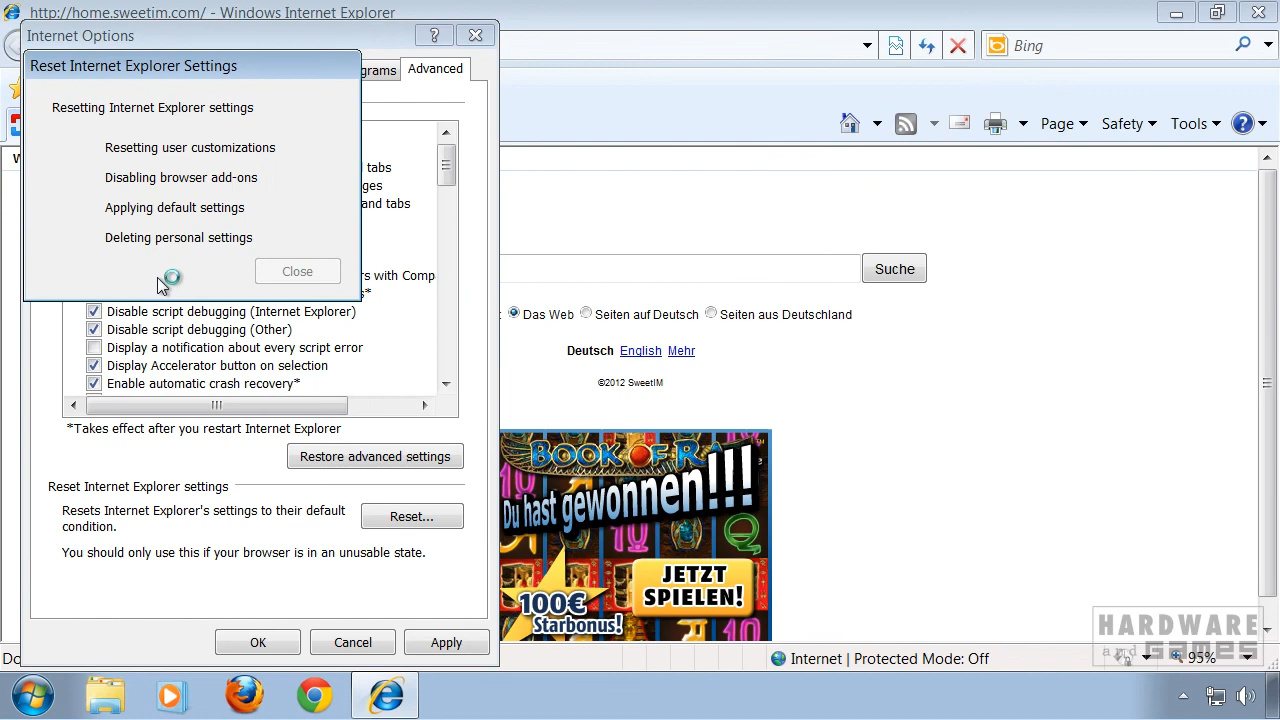 http://home.sweetim.com/ - Windows Internet Explorer
Internet Options
Reset Internet Explorer Settings
grams
Advanced
Bing
Resetting Internet Explorer settings
Resetting user customizations
Disabling browser add-ons
Applying default settings
Deleting personal settings
Close
Page
Safety
Tools
d tabs
ges
and tabs
rs with Comp
Disable script debugging (Internet Explorer)
Disable script debugging (Other)
Display a notification about every script error
Display Accelerator button on selection
Enable automatic crash recovery*
*Takes effect after you restart Internet Explorer
Restore advanced settings
Reset Internet Explorer settings
Resets Internet Explorer's settings to their default
condition.
Reset...
You should only use this if your browser is in an unusable state.
OK
Cancel
Apply
Suche
Das Web
Seiten auf Deutsch
Seiten aus Deutschland
Deutsch English Mehr
©2012 SweetIM
BOOK OF RA
Du hast gewonnen!!!
JETZT
SPIELEN!
100€
Starbonus!
HARDWARE
and GAMES
Do
Internet | Protected Mode: Off
95%